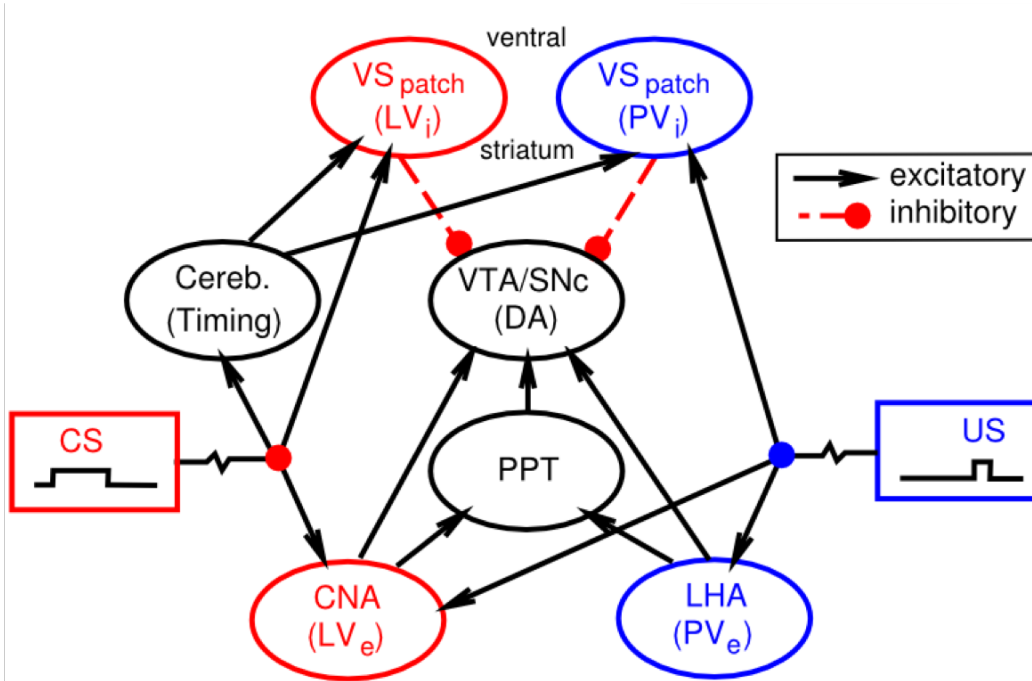 ventral
VS patch
(LVi)
VS patch
(PVi)
striatum
excitatory
inhibitory
Cereb.
(Timing)
VTA/SNc
(DA)
CS
US
PPT
CNA
(LVe)
LHA
(PVe)